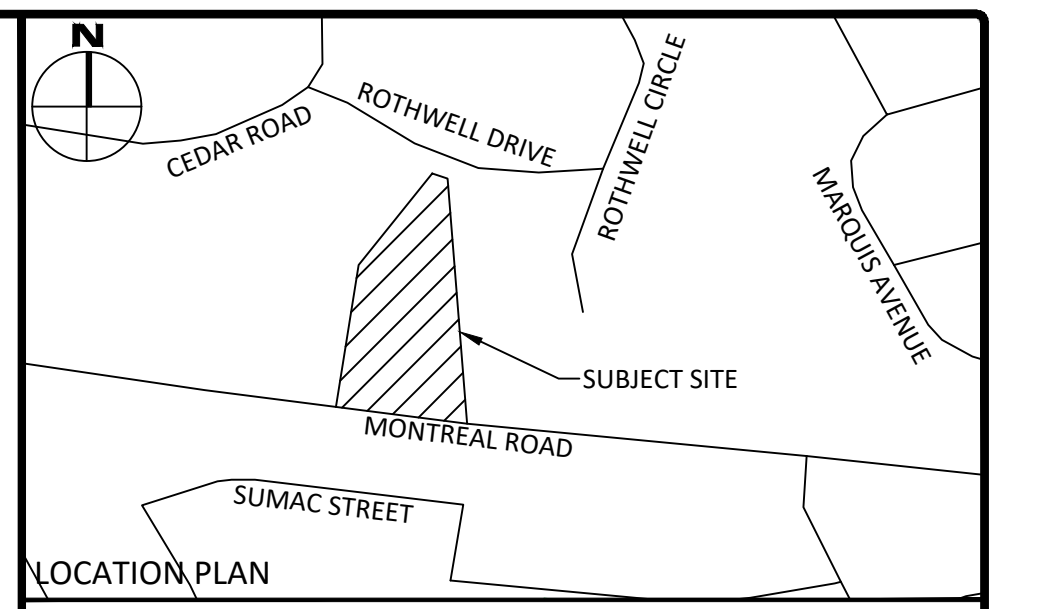 N
CEDAR ROAD
ROTHWELL DRIVE
ROTHWELL CIRCLE
MARQUIS AVENUE
SUBJECT SITE
MONTREAL ROAD
SUMAC STREET
LOCATION PLAN